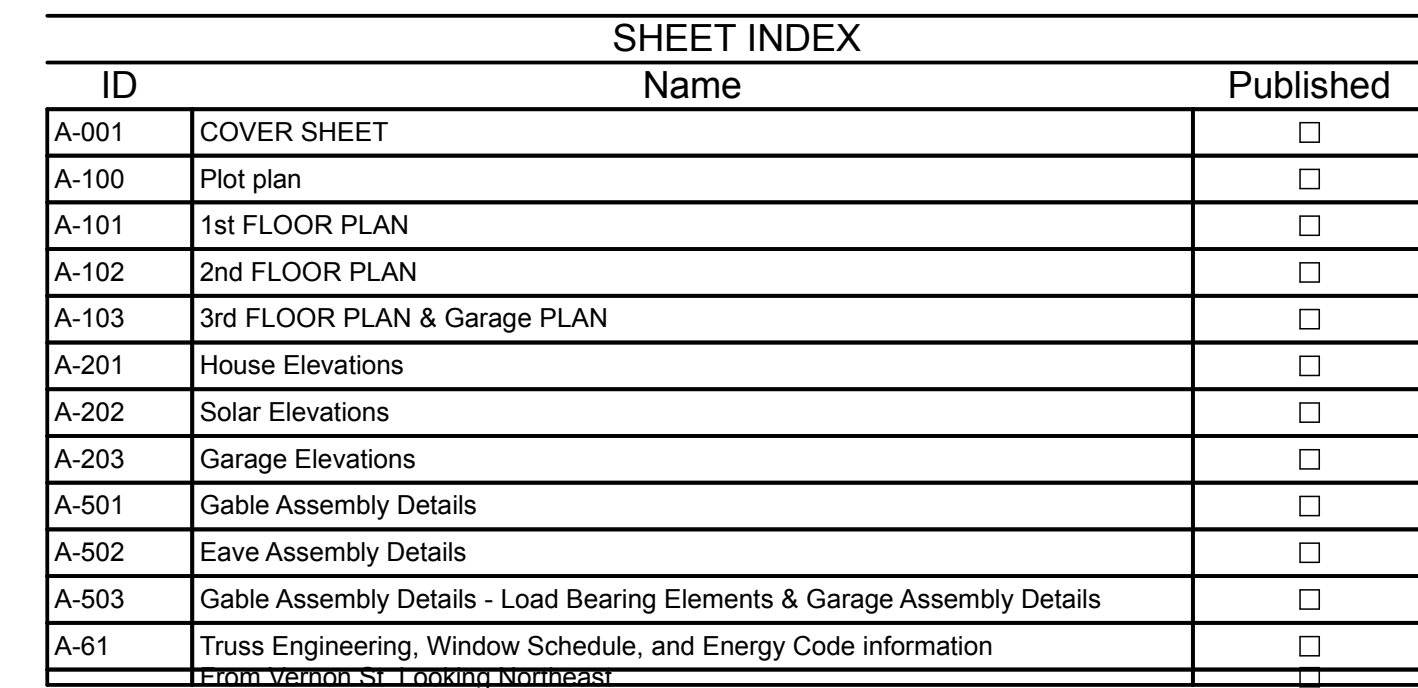 SHEET INDEX
ID Name Published
A-001 COVER SHEET ☐
A-100 Plot plan ☐
A-101 1st FLOOR PLAN ☐
A-102 2nd FLOOR PLAN ☐
A-103 3rd FLOOR PLAN & Garage PLAN ☐
A-201 House Elevations ☐
A-202 Solar Elevations ☐
A-203 Garage Elevations ☐
A-501 Gable Assembly Details ☐
A-502 Eave Assembly Details ☐
A-503 Gable Assembly Details - Load Bearing Elements & Garage Assembly Details ☐
A-61 Truss Engineering, Window Schedule, and Energy Code information ☐
From Vernon St. Looking Northeast ☐